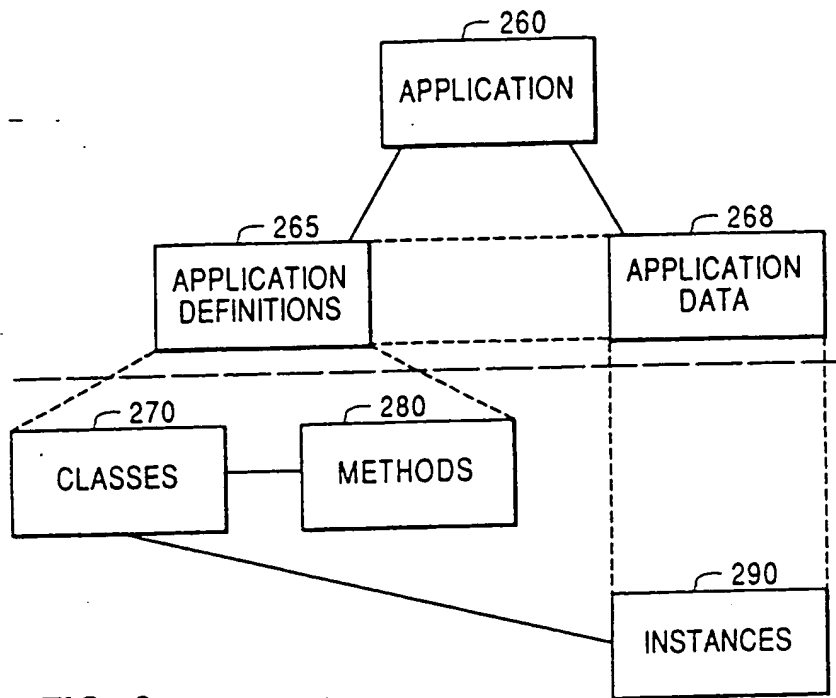 260
APPLICATION
265
APPLICATION
DEFINITIONS
268
APPLICATION
DATA
270
CLASSES
280
METHODS
290
INSTANCES